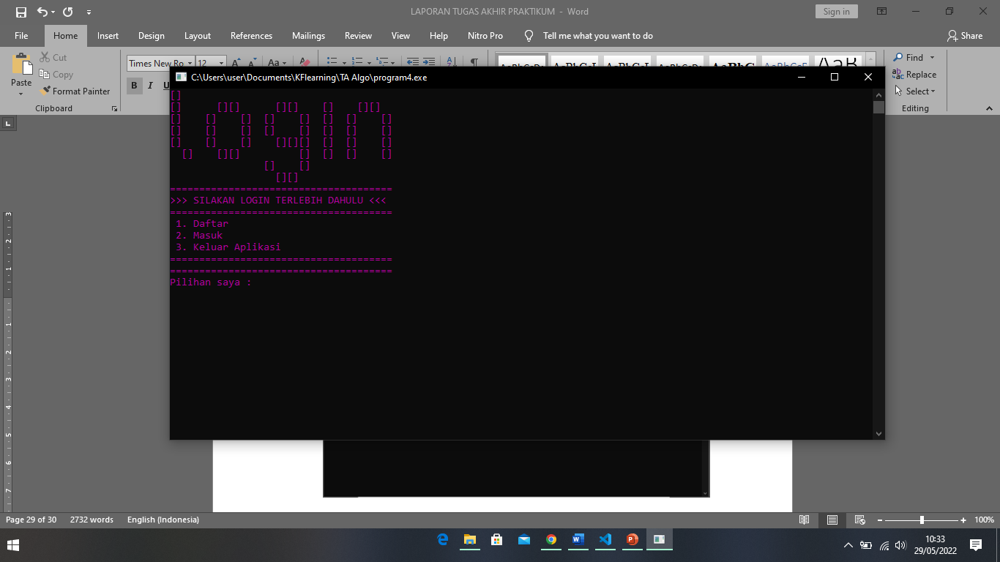 LAPORAN TUGAS AKHIR PRAKTIKUM - Word
Sign in
File Home Insert Design Layout References Mailings Review View Help Nitro Pro Tell me what you want to do Share
Paste
Cut
Copy
Format Painter
Clipboard
Times New Ro 12
B I U
Find
Replace
Select
Editing
C:\Users\user\Documents\KFlearning\TA Algo\program4.exe
Login
======================================
>>> SILAKAN LOGIN TERLEBIH DAHULU <<<
======================================
1. Daftar
2. Masuk
3. Keluar Aplikasi
======================================
======================================
Pilihan saya :
Page 29 of 30 2732 words English (Indonesia) 100%
10:33
29/05/2022